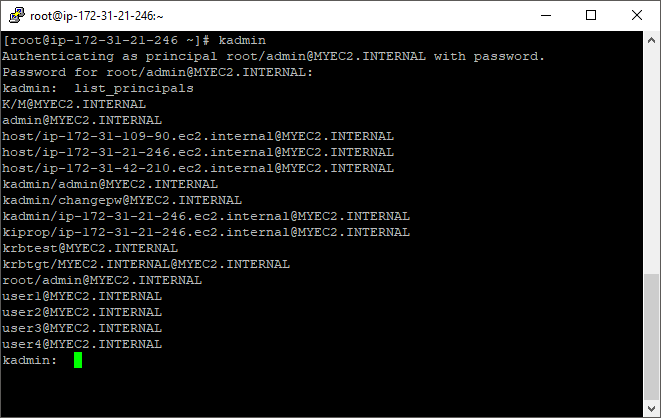 root@ip-172-31-21-246:~
[root@ip-172-31-21-246 ~]# kadmin
Authenticating as principal root/admin@MYEC2.INTERNAL with password.
Password for root/admin@MYEC2.INTERNAL:
kadmin:  list_principals
K/M@MYEC2.INTERNAL
admin@MYEC2.INTERNAL
host/ip-172-31-109-90.ec2.internal@MYEC2.INTERNAL
host/ip-172-31-21-246.ec2.internal@MYEC2.INTERNAL
host/ip-172-31-42-210.ec2.internal@MYEC2.INTERNAL
kadmin/admin@MYEC2.INTERNAL
kadmin/changepw@MYEC2.INTERNAL
kadmin/ip-172-31-21-246.ec2.internal@MYEC2.INTERNAL
kiprop/ip-172-31-21-246.ec2.internal@MYEC2.INTERNAL
krbtest@MYEC2.INTERNAL
krbtgt/MYEC2.INTERNAL@MYEC2.INTERNAL
root/admin@MYEC2.INTERNAL
user1@MYEC2.INTERNAL
user2@MYEC2.INTERNAL
user3@MYEC2.INTERNAL
user4@MYEC2.INTERNAL
kadmin: